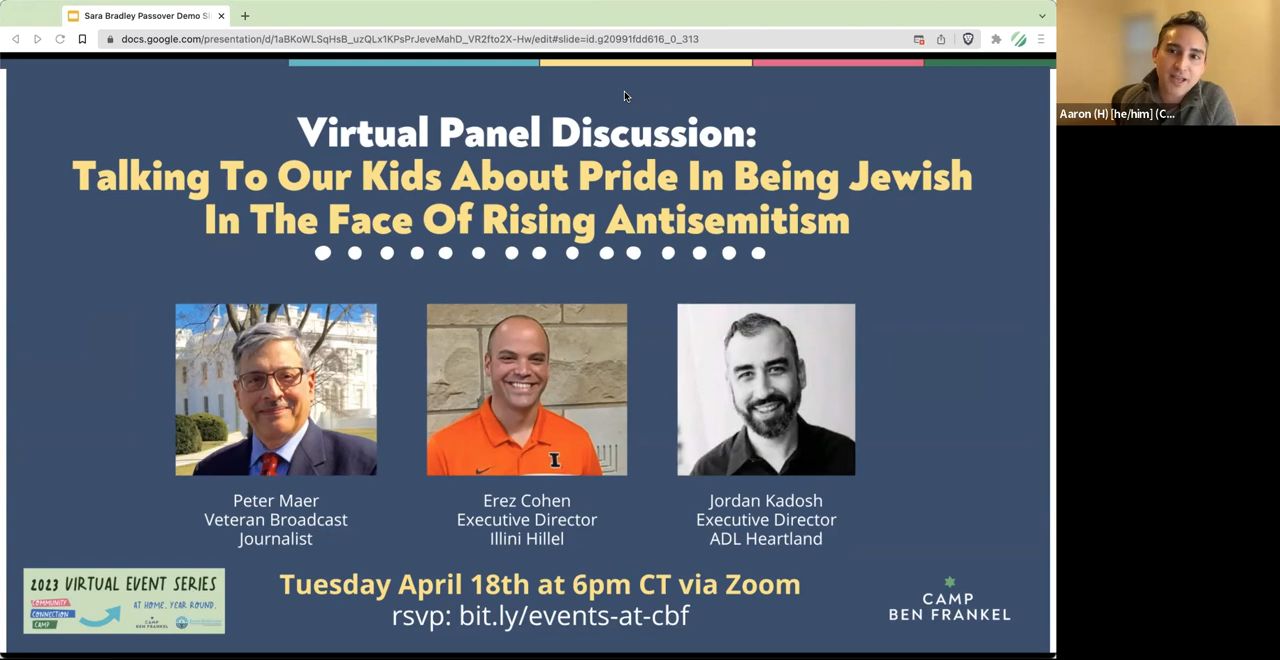 Sara Bradley Passover Demo Sl
docs.google.com/presentation/d/1aBKoWLSqHsB_uzQLx1KPsPrJeveMahD_VR2fto2X-Hw/edit#slide=id.g20991fdd616_0_313
Aaron (H) [he/him] (C...
Virtual Panel Discussion:
Talking To Our Kids About Pride In Being Jewish
In The Face Of Rising Antisemitism
I
Peter Maer
Veteran Broadcast
Journalist
Erez Cohen
Executive Director
Illini Hillel
Jordan Kadosh
Executive Director
ADL Heartland
2023 VIRTUAL EVENT SERIES
COMMUNITY
CONNECTION
CAMP
AT HOME. YEAR ROUND.
CAMP
BEN FRANKEL
Tuesday April 18th at 6pm CT via Zoom
rsvp: bit.ly/events-at-cbf
CAMP
BEN FRANKEL